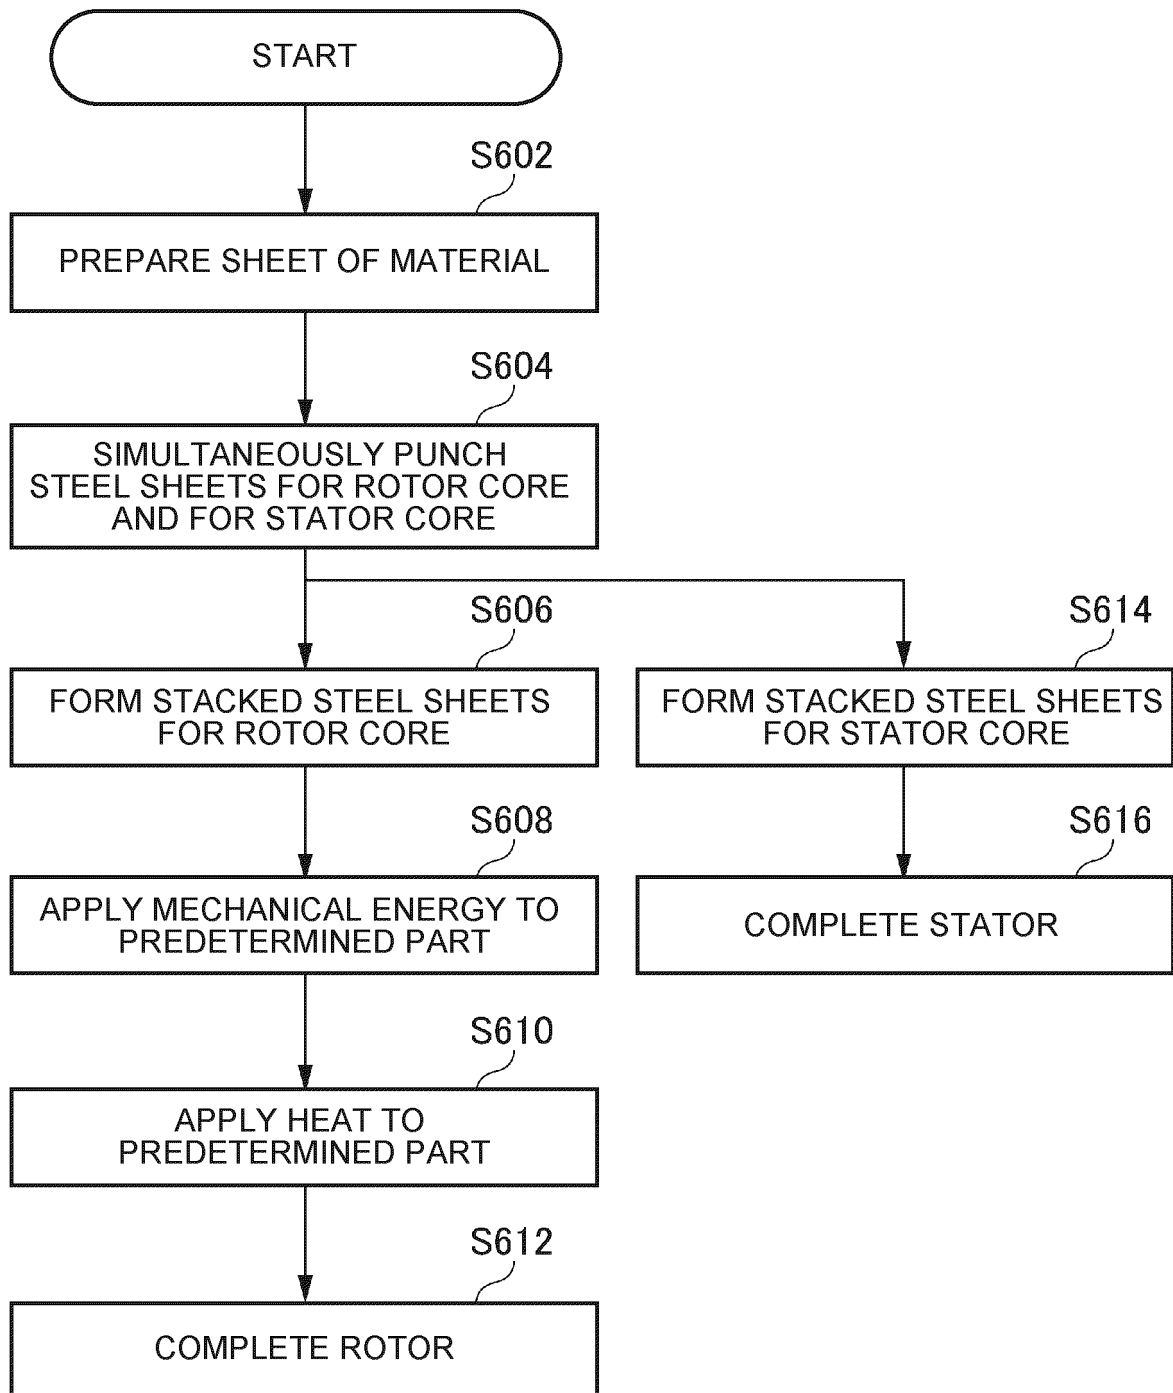 START
S602
PREPARE SHEET OF MATERIAL
S604
SIMULTANEOUSLY PUNCH
STEEL SHEETS FOR ROTOR CORE
AND FOR STATOR CORE
S606
FORM STACKED STEEL SHEETS
FOR ROTOR CORE
S608
APPLY MECHANICAL ENERGY TO
PREDETERMINED PART
S610
APPLY HEAT TO
PREDETERMINED PART
S612
COMPLETE ROTOR
S614
FORM STACKED STEEL SHEETS
FOR STATOR CORE
S616
COMPLETE STATOR